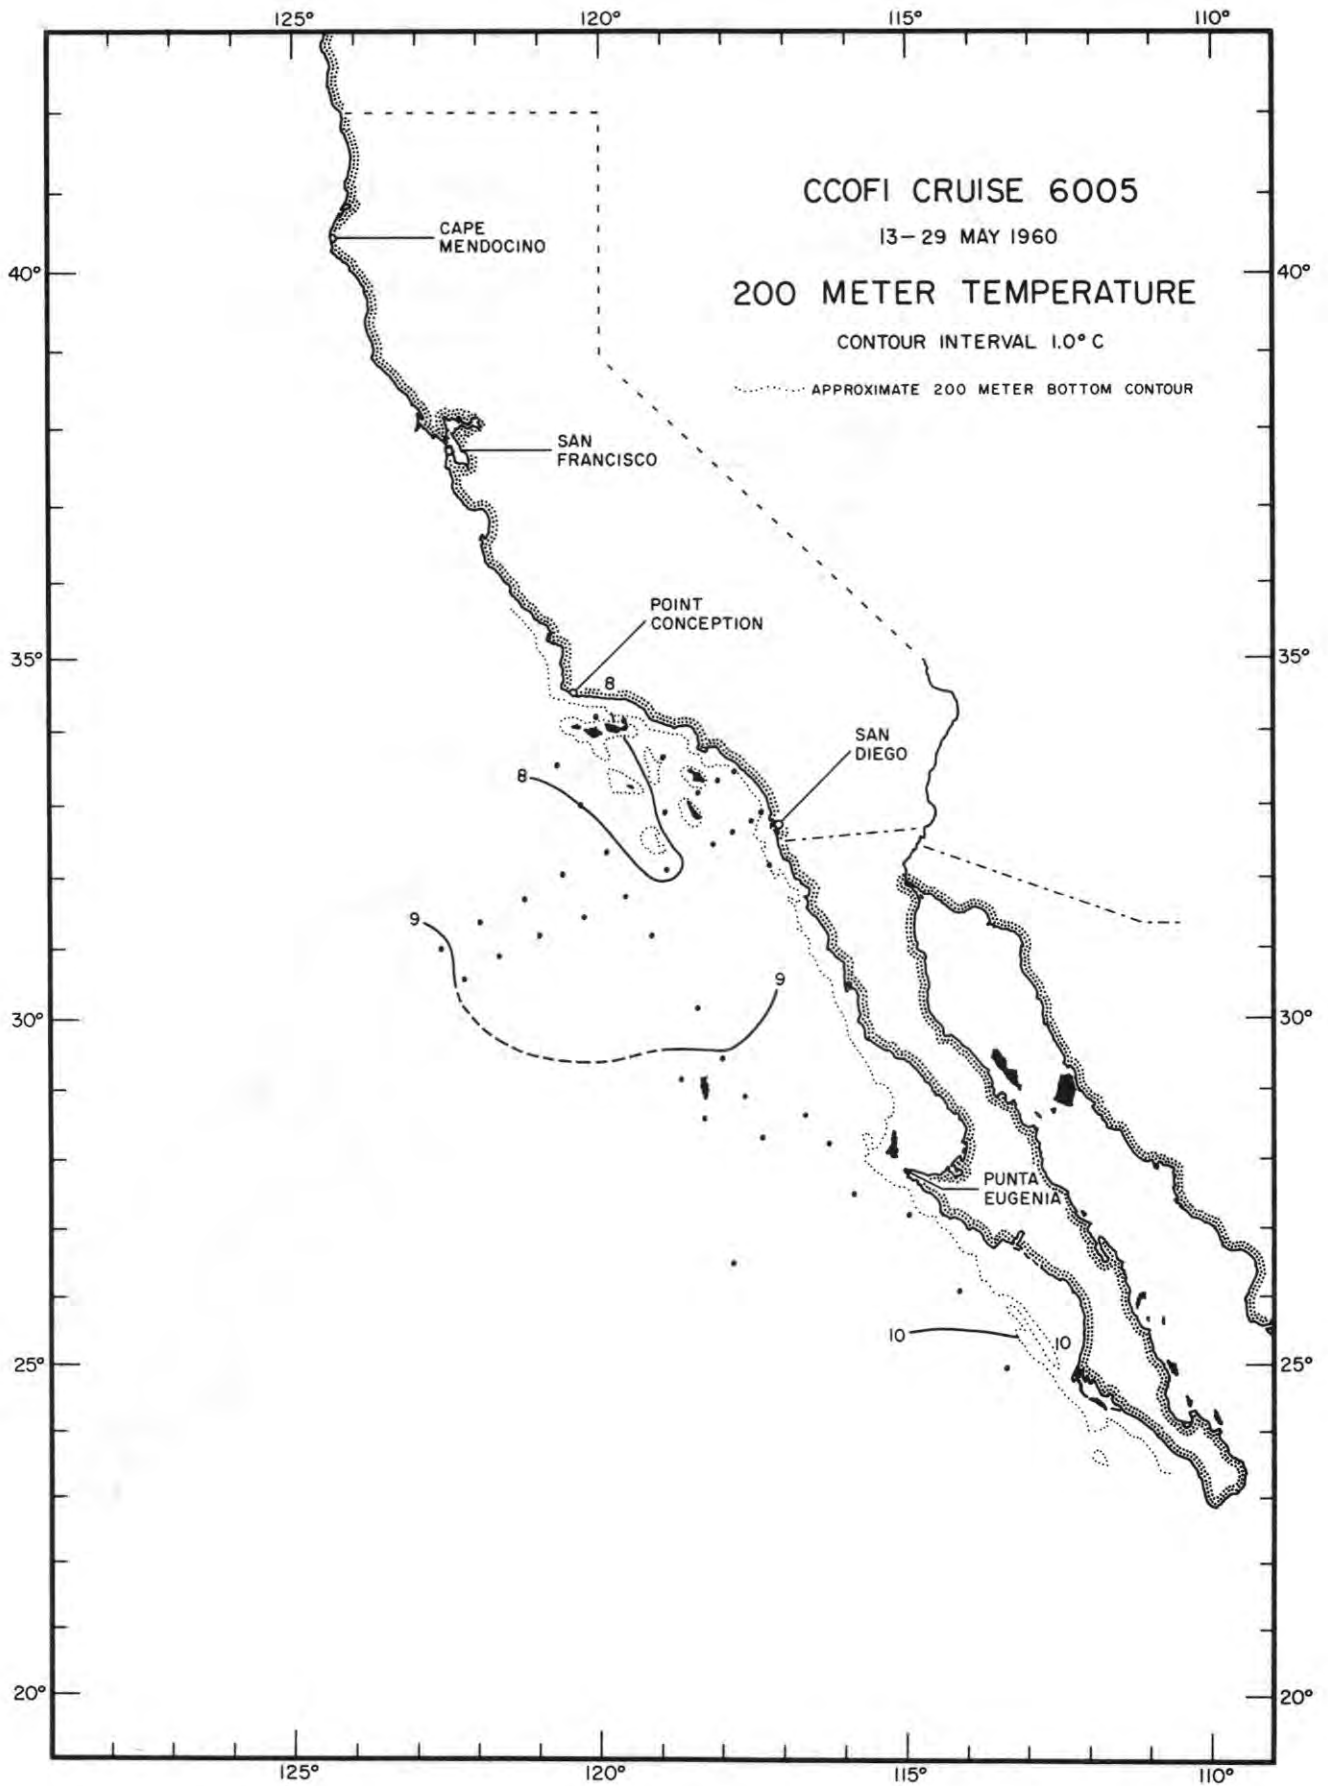 125° 120° 115° 110°
CCOFI CRUISE 6005
13-29 MAY 1960
CAPE
MENDOCINO
40° 40°
200 METER TEMPERATURE
CONTOUR INTERVAL 1.0° C
APPROXIMATE 200 METER BOTTOM CONTOUR
SAN
FRANCISCO
POINT
CONCEPTION
35° 35°
8
SAN
DIEGO
8
9
9
30° 30°
PUNTA
EUGENIA
10
10
25° 25°
20° 20°
125° 120° 115° 110°